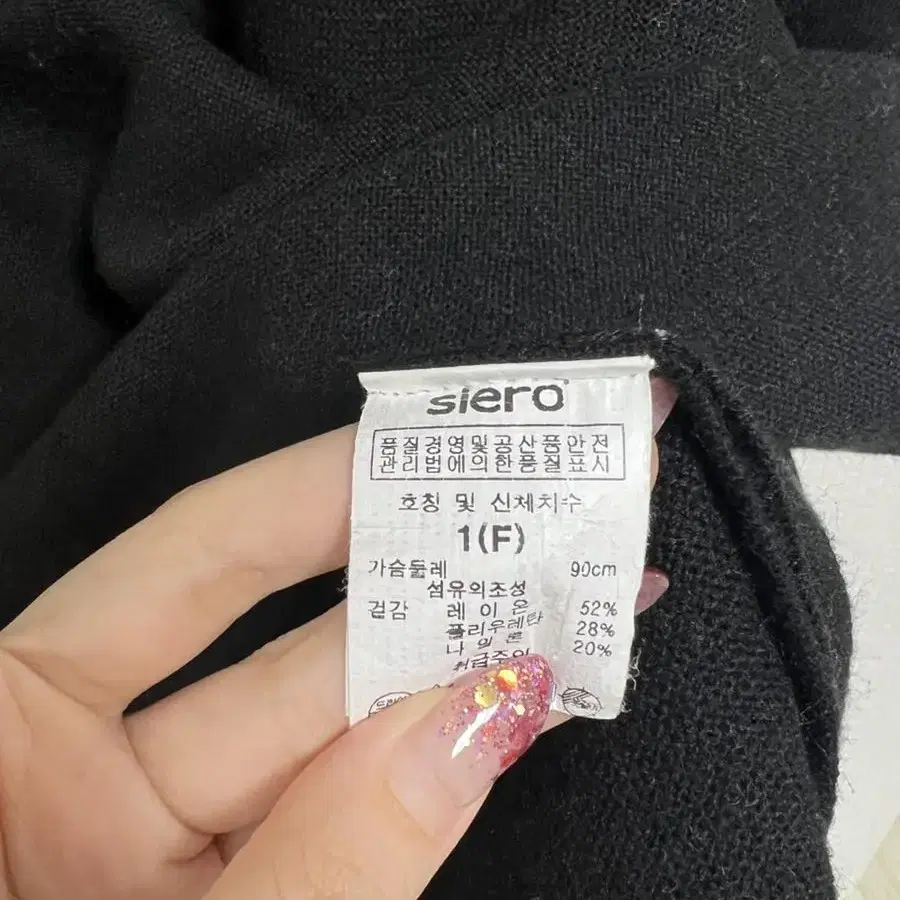 siero
품질경영및공산품안전
관리법에의한품질표시
호칭 및 신체치수
1(F)
가슴둘레 90cm
섬유의조성
겉감 레이온 52%
폴리우레탄 28%
나일론 20%
취급주의